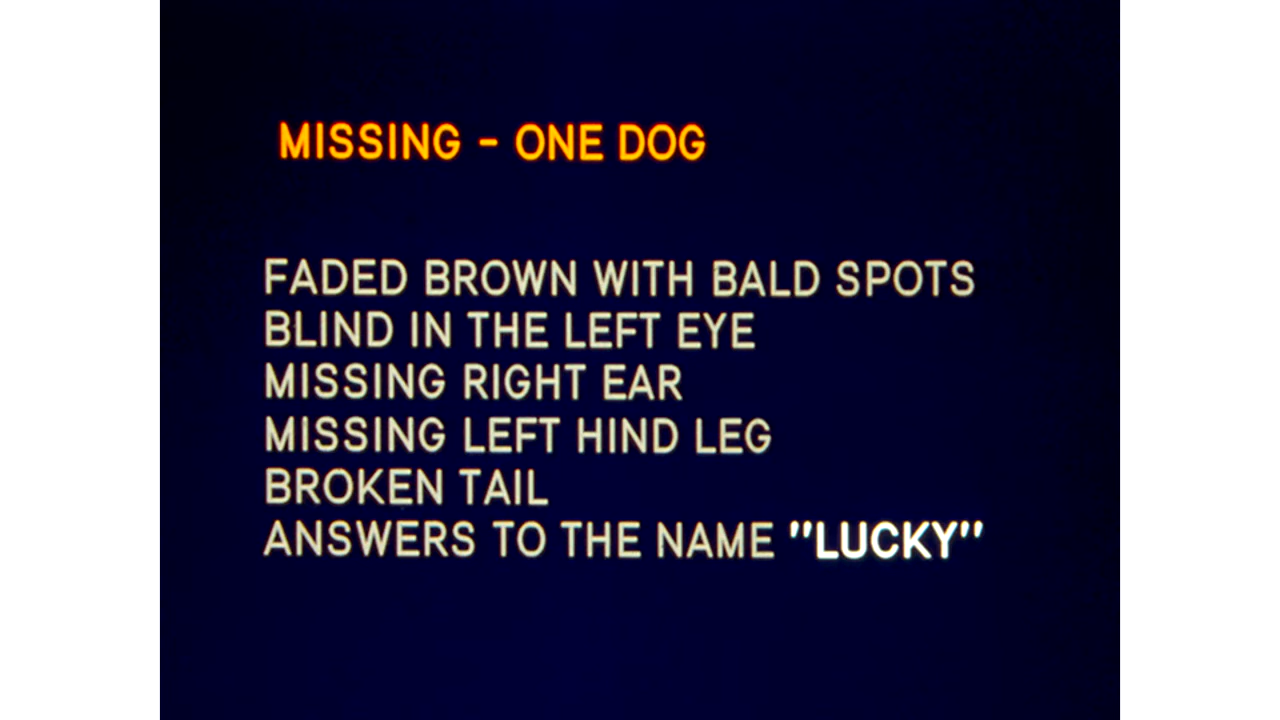 MISSING - ONE DOG
FADED BROWN WITH BALD SPOTS
BLIND IN THE LEFT EYE
MISSING RIGHT EAR
MISSING LEFT HIND LEG
BROKEN TAIL
ANSWERS TO THE NAME "LUCKY"